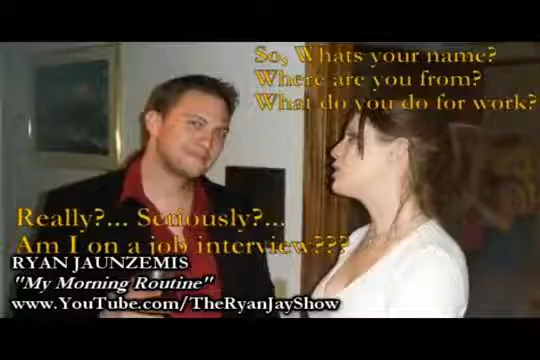 So, Whats your name?
Where are you from?
What do you do for work?
Really?... Seriously?...
Am I on a job interview???
RYAN JAUNZEMIS
"My Morning Routine"
www.YouTube.com/TheRyanJayShow